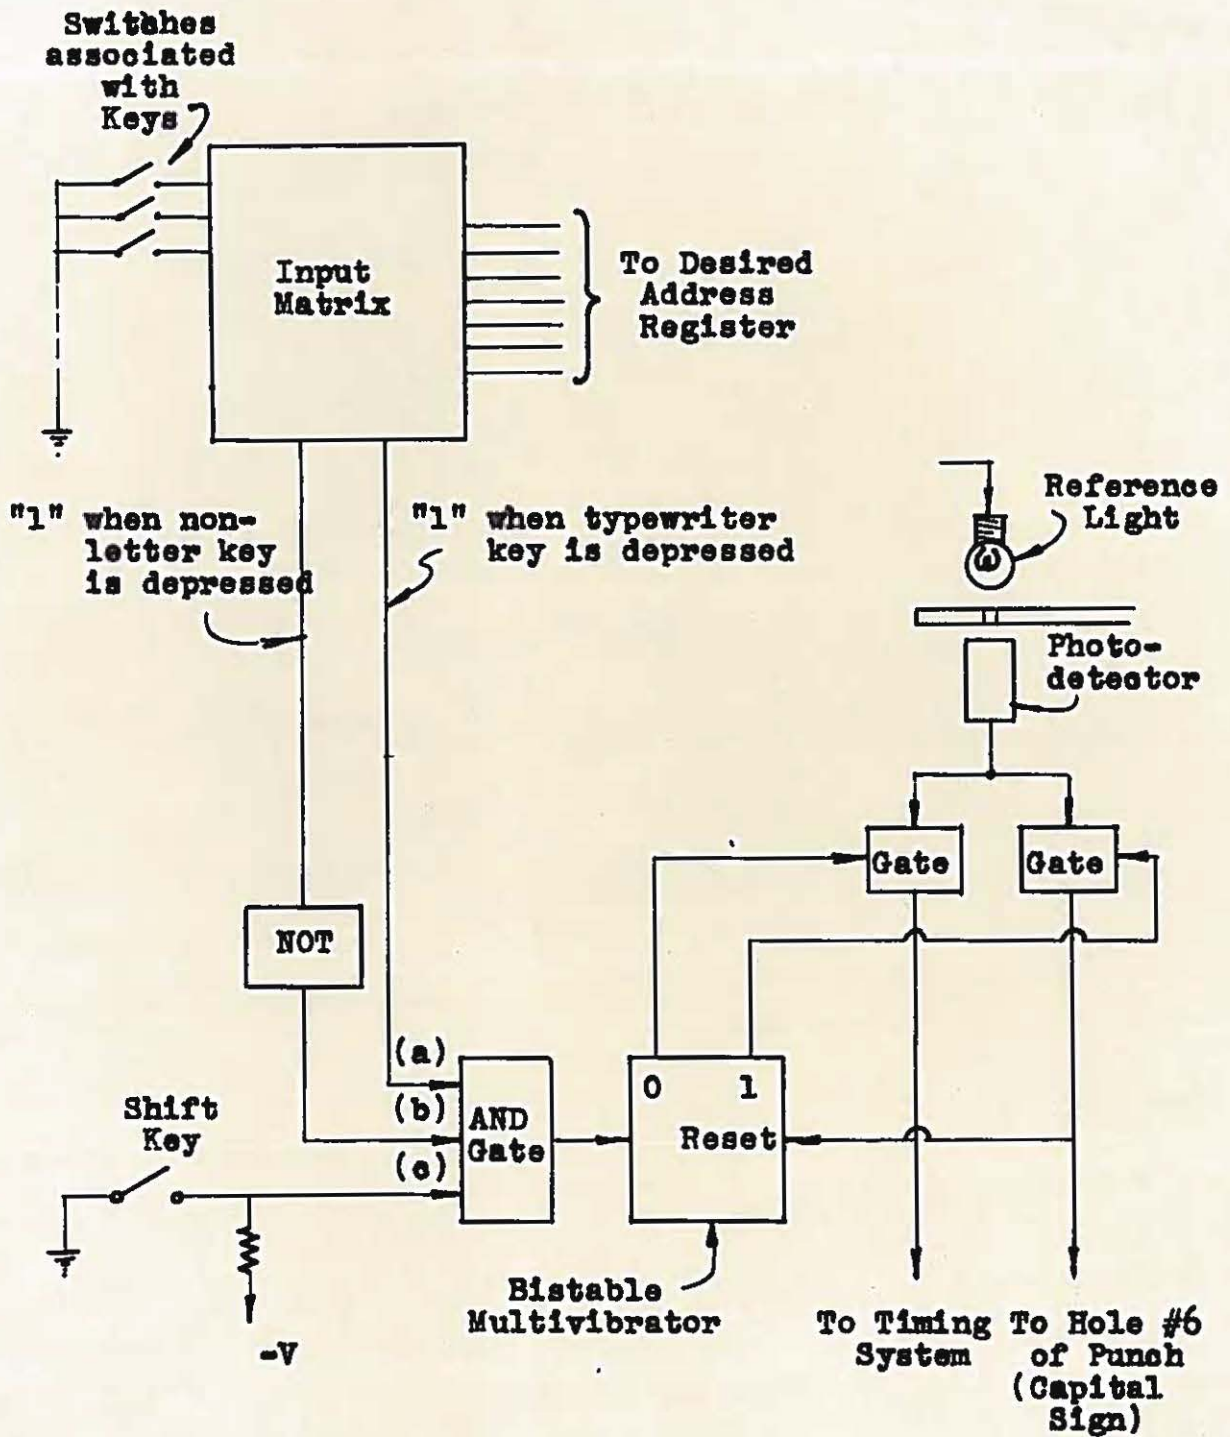 Switches
associated
with
Keys
Input
Matrix
To Desired
Address
Register
"1" when non-
letter key
is depressed
"1" when typewriter
key is depressed
Reference
Light
Photo-
detector
Gate
Gate
NOT
(a)
(b)
(c)
AND
Gate
0 1
Reset
Shift
Key
-V
Bistable
Multivibrator
To Timing
System
To Hole #6
of Punch
(Capital
Sign)